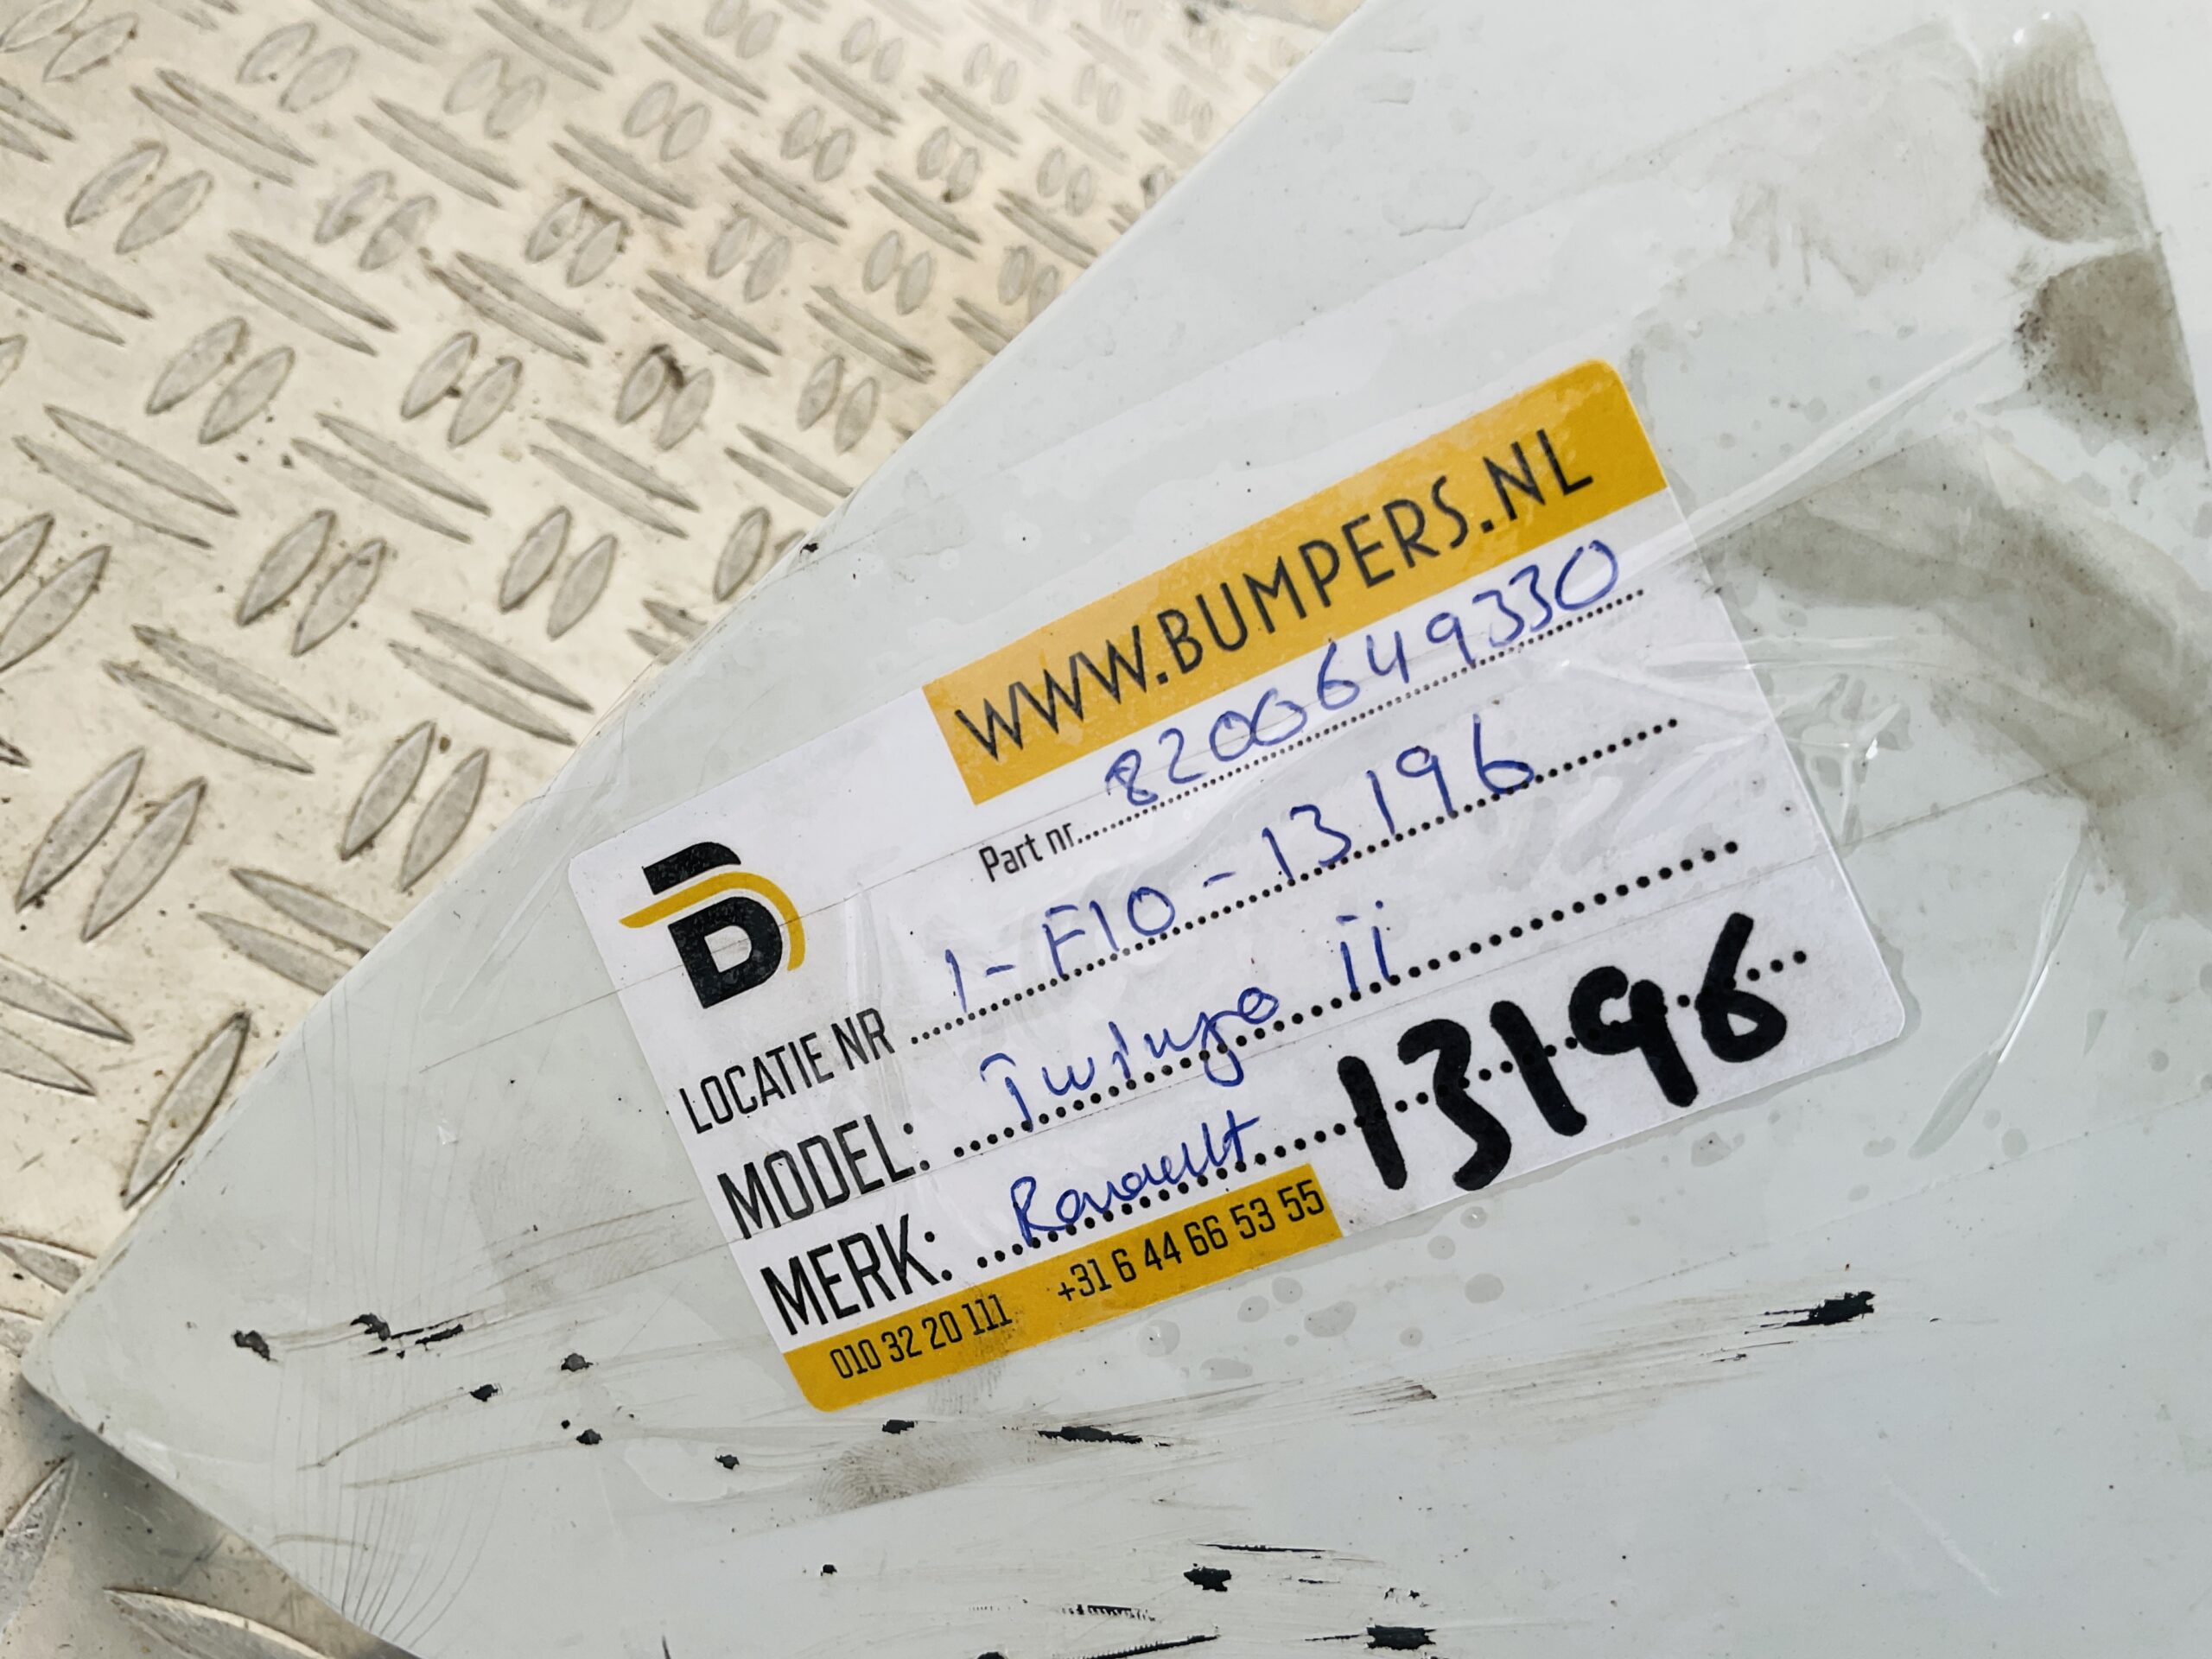 WWW.BUMPERS.NL
Part nr. 8200649330
LOCATIE NR 1-F10-13196
MODEL: Twingo ii
MERK: Renault 13196
010 32 20 111 +31 6 44 66 53 55